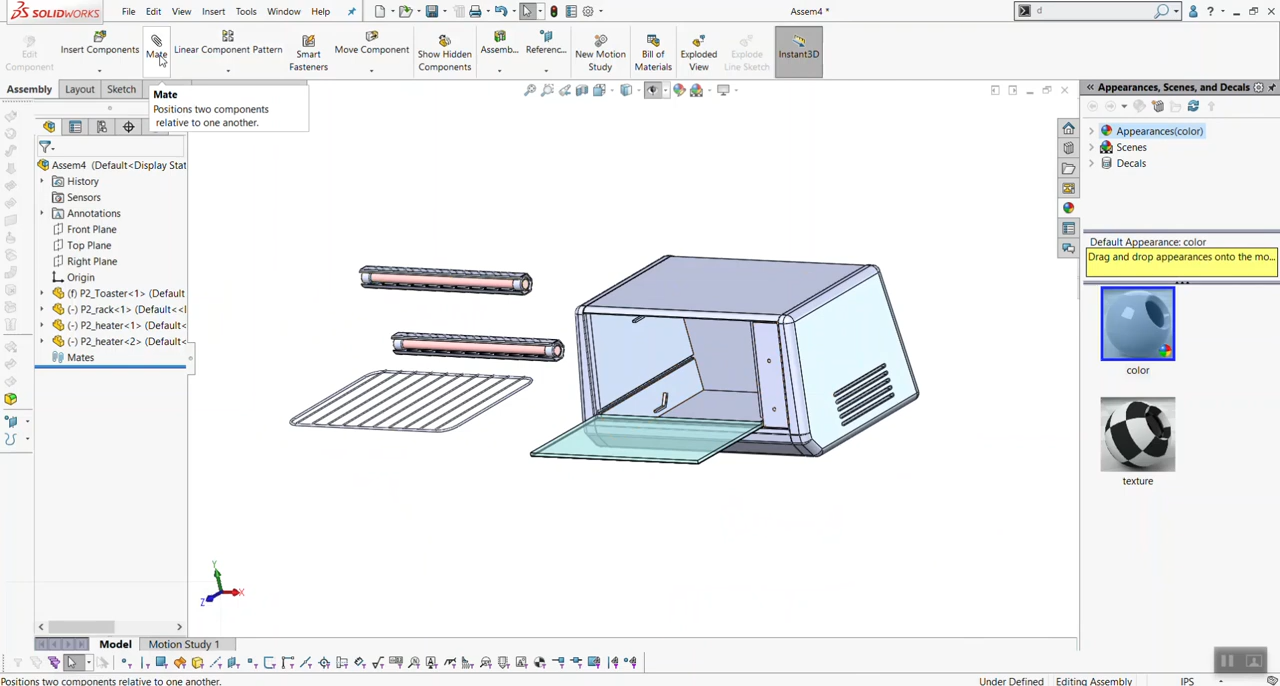 SOLIDWORKS File Edit View Insert Tools Window Help Assem4 * d
Edit Component
Insert Components
Mate
Linear Component Pattern
Smart Fasteners
Move Component
Show Hidden Components
Assemb...
Referenc...
New Motion Study
Bill of Materials
Exploded View
Explode Line Sketch
Instant3D
Assembly Layout Sketch
Mate
Positions two components
relative to one another.
Assem4 (Default<Display Stat
History
Sensors
Annotations
Front Plane
Top Plane
Right Plane
Origin
(f) P2_Toaster<1> (Default
(-) P2_rack<1> (Default<<I
(-) P2_heater<1> (Default<
(-) P2_heater<2> (Default<
Mates
Appearances, Scenes, and Decals
Appearances(color)
Scenes
Decals
Default Appearance: color
Drag and drop appearances onto the mo...
color
texture
Y
X
Z
Model Motion Study 1
Positions two components relative to one another. Under Defined Editing Assembly IPS